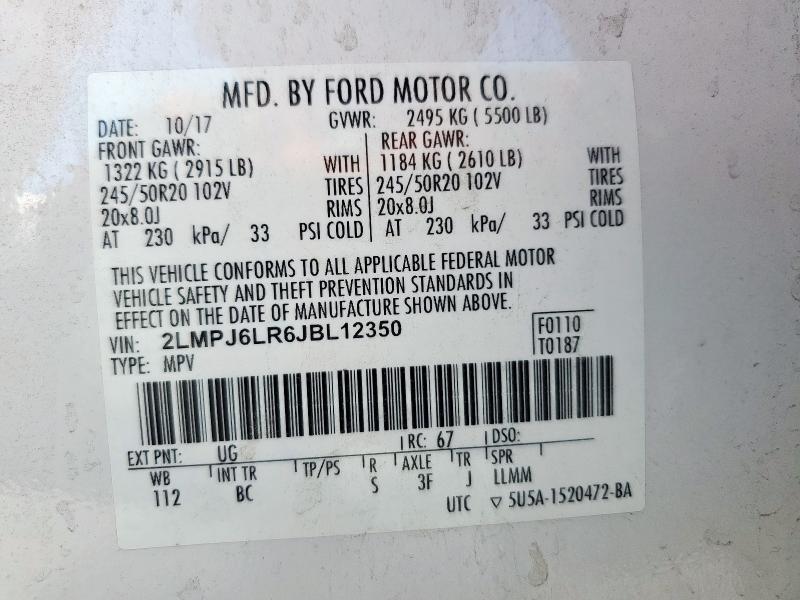 MFD. BY FORD MOTOR CO.
DATE: 10/17 GVWR: 2495 KG ( 5500 LB)
FRONT GAWR: REAR GAWR:
1322 KG ( 2915 LB) WITH 1184 KG ( 2610 LB) WITH
245/50R20 102V TIRES 245/50R20 102V TIRES
20x8.0J RIMS 20x8.0J RIMS
AT 230 kPa/ 33 PSI COLD AT 230 kPa/ 33 PSI COLD
THIS VEHICLE CONFORMS TO ALL APPLICABLE FEDERAL MOTOR
VEHICLE SAFETY AND THEFT PREVENTION STANDARDS IN
EFFECT ON THE DATE OF MANUFACTURE SHOWN ABOVE.
VIN: 2LMPJ6LR6JBL12350 F0110
TYPE: MPV T0187
EXT PNT: UG RC: 67 DSO:
WB INT TR TP/PS R AXLE TR SPR
112 BC S 3F J LLMM
UTC ▽ 5U5A-1520472-BA